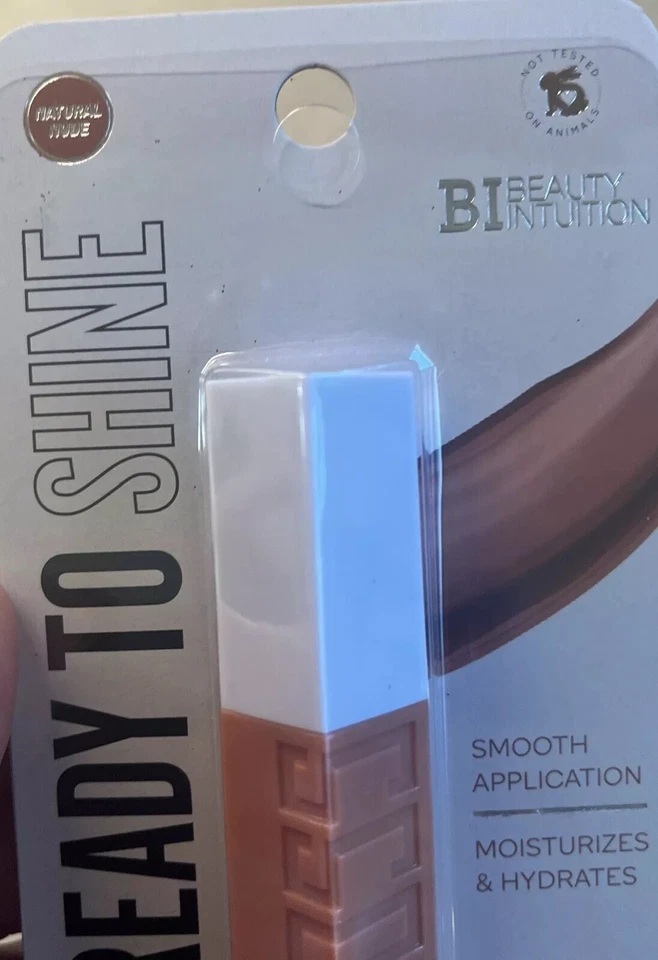 NATURAL
NUDE
NOT TESTED
ON ANIMALS
BI BEAUTY
INTUITION
READY TO SHINE
SMOOTH
APPLICATION
MOISTURIZES
& HYDRATES